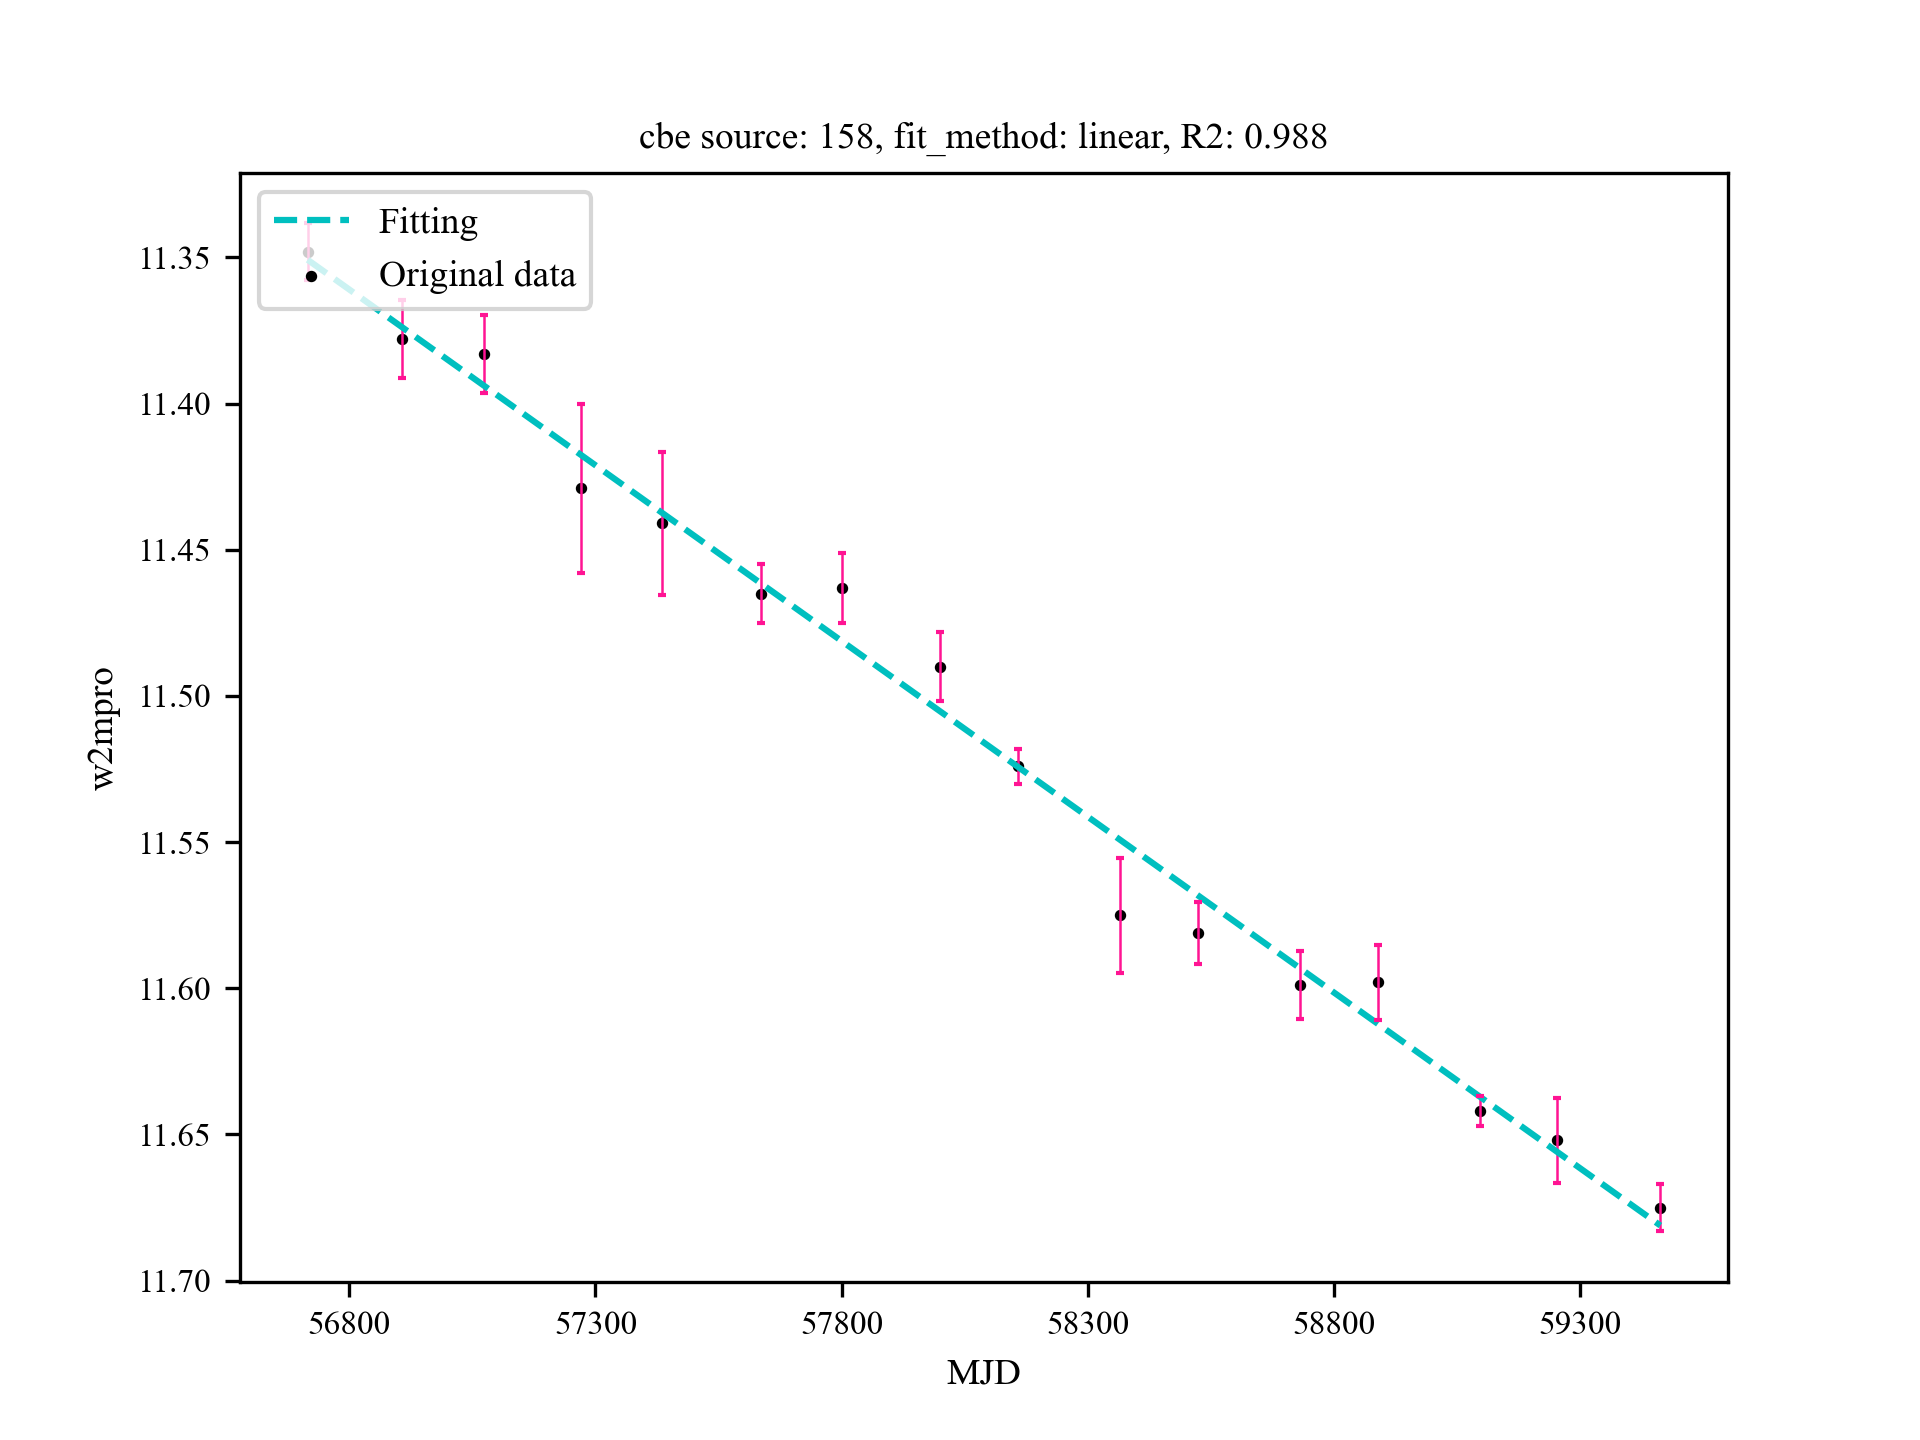 cbe source: 158, fit_method: linear, R2: 0.988
Fitting
Original data
11.35
11.40
11.45
11.50
11.55
11.60
11.65
11.70
w2mpro
56800 57300 57800 58300 58800 59300
MJD